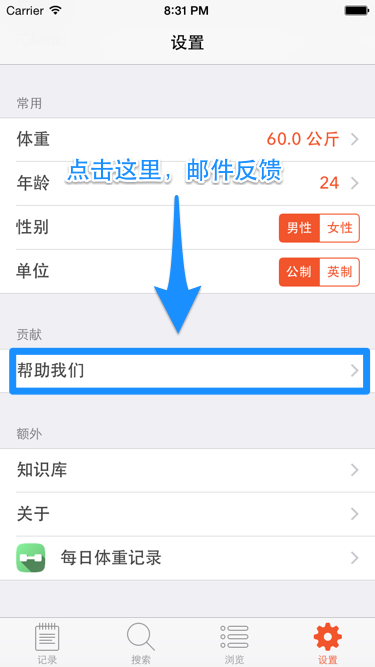 Carrier 8:31 PM
设置
常用
体重 60.0 公斤
点击这里，邮件反馈
年龄 24
性别 男性 女性
单位 公制 英制
贡献
帮助我们
额外
知识库
关于
每日体重记录
记录 搜索 浏览 设置